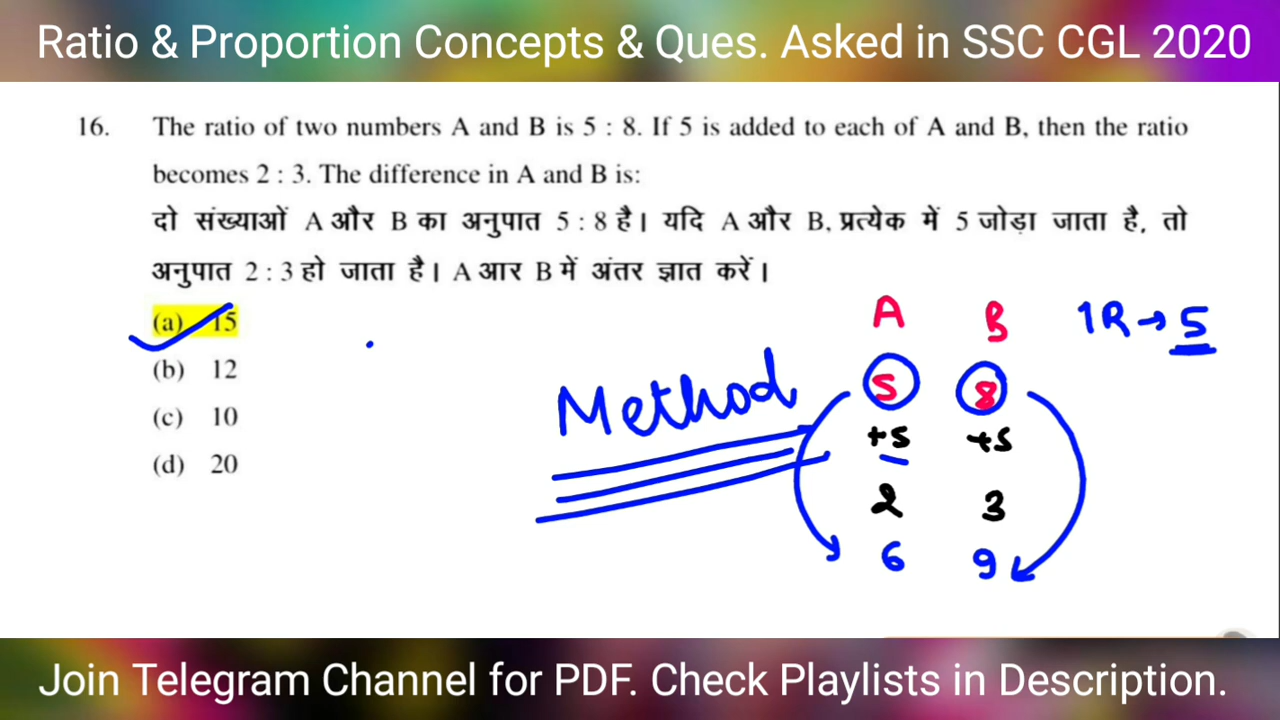 Ratio & Proportion Concepts & Ques. Asked in SSC CGL 2020
16. The ratio of two numbers A and B is 5 : 8. If 5 is added to each of A and B, then the ratio
becomes 2 : 3. The difference in A and B is:
दो संख्याओं A और B का अनुपात 5 : 8 है। यदि A और B, प्रत्येक में 5 जोड़ा जाता है, तो
अनुपात 2 : 3 हो जाता है। A आर B में अंतर ज्ञात करें।
(a) 15
(b) 12
(c) 10
(d) 20
Method
A B 1R → 5
5 8
+5 +5
2 3
6 9
Join Telegram Channel for PDF. Check Playlists in Description.